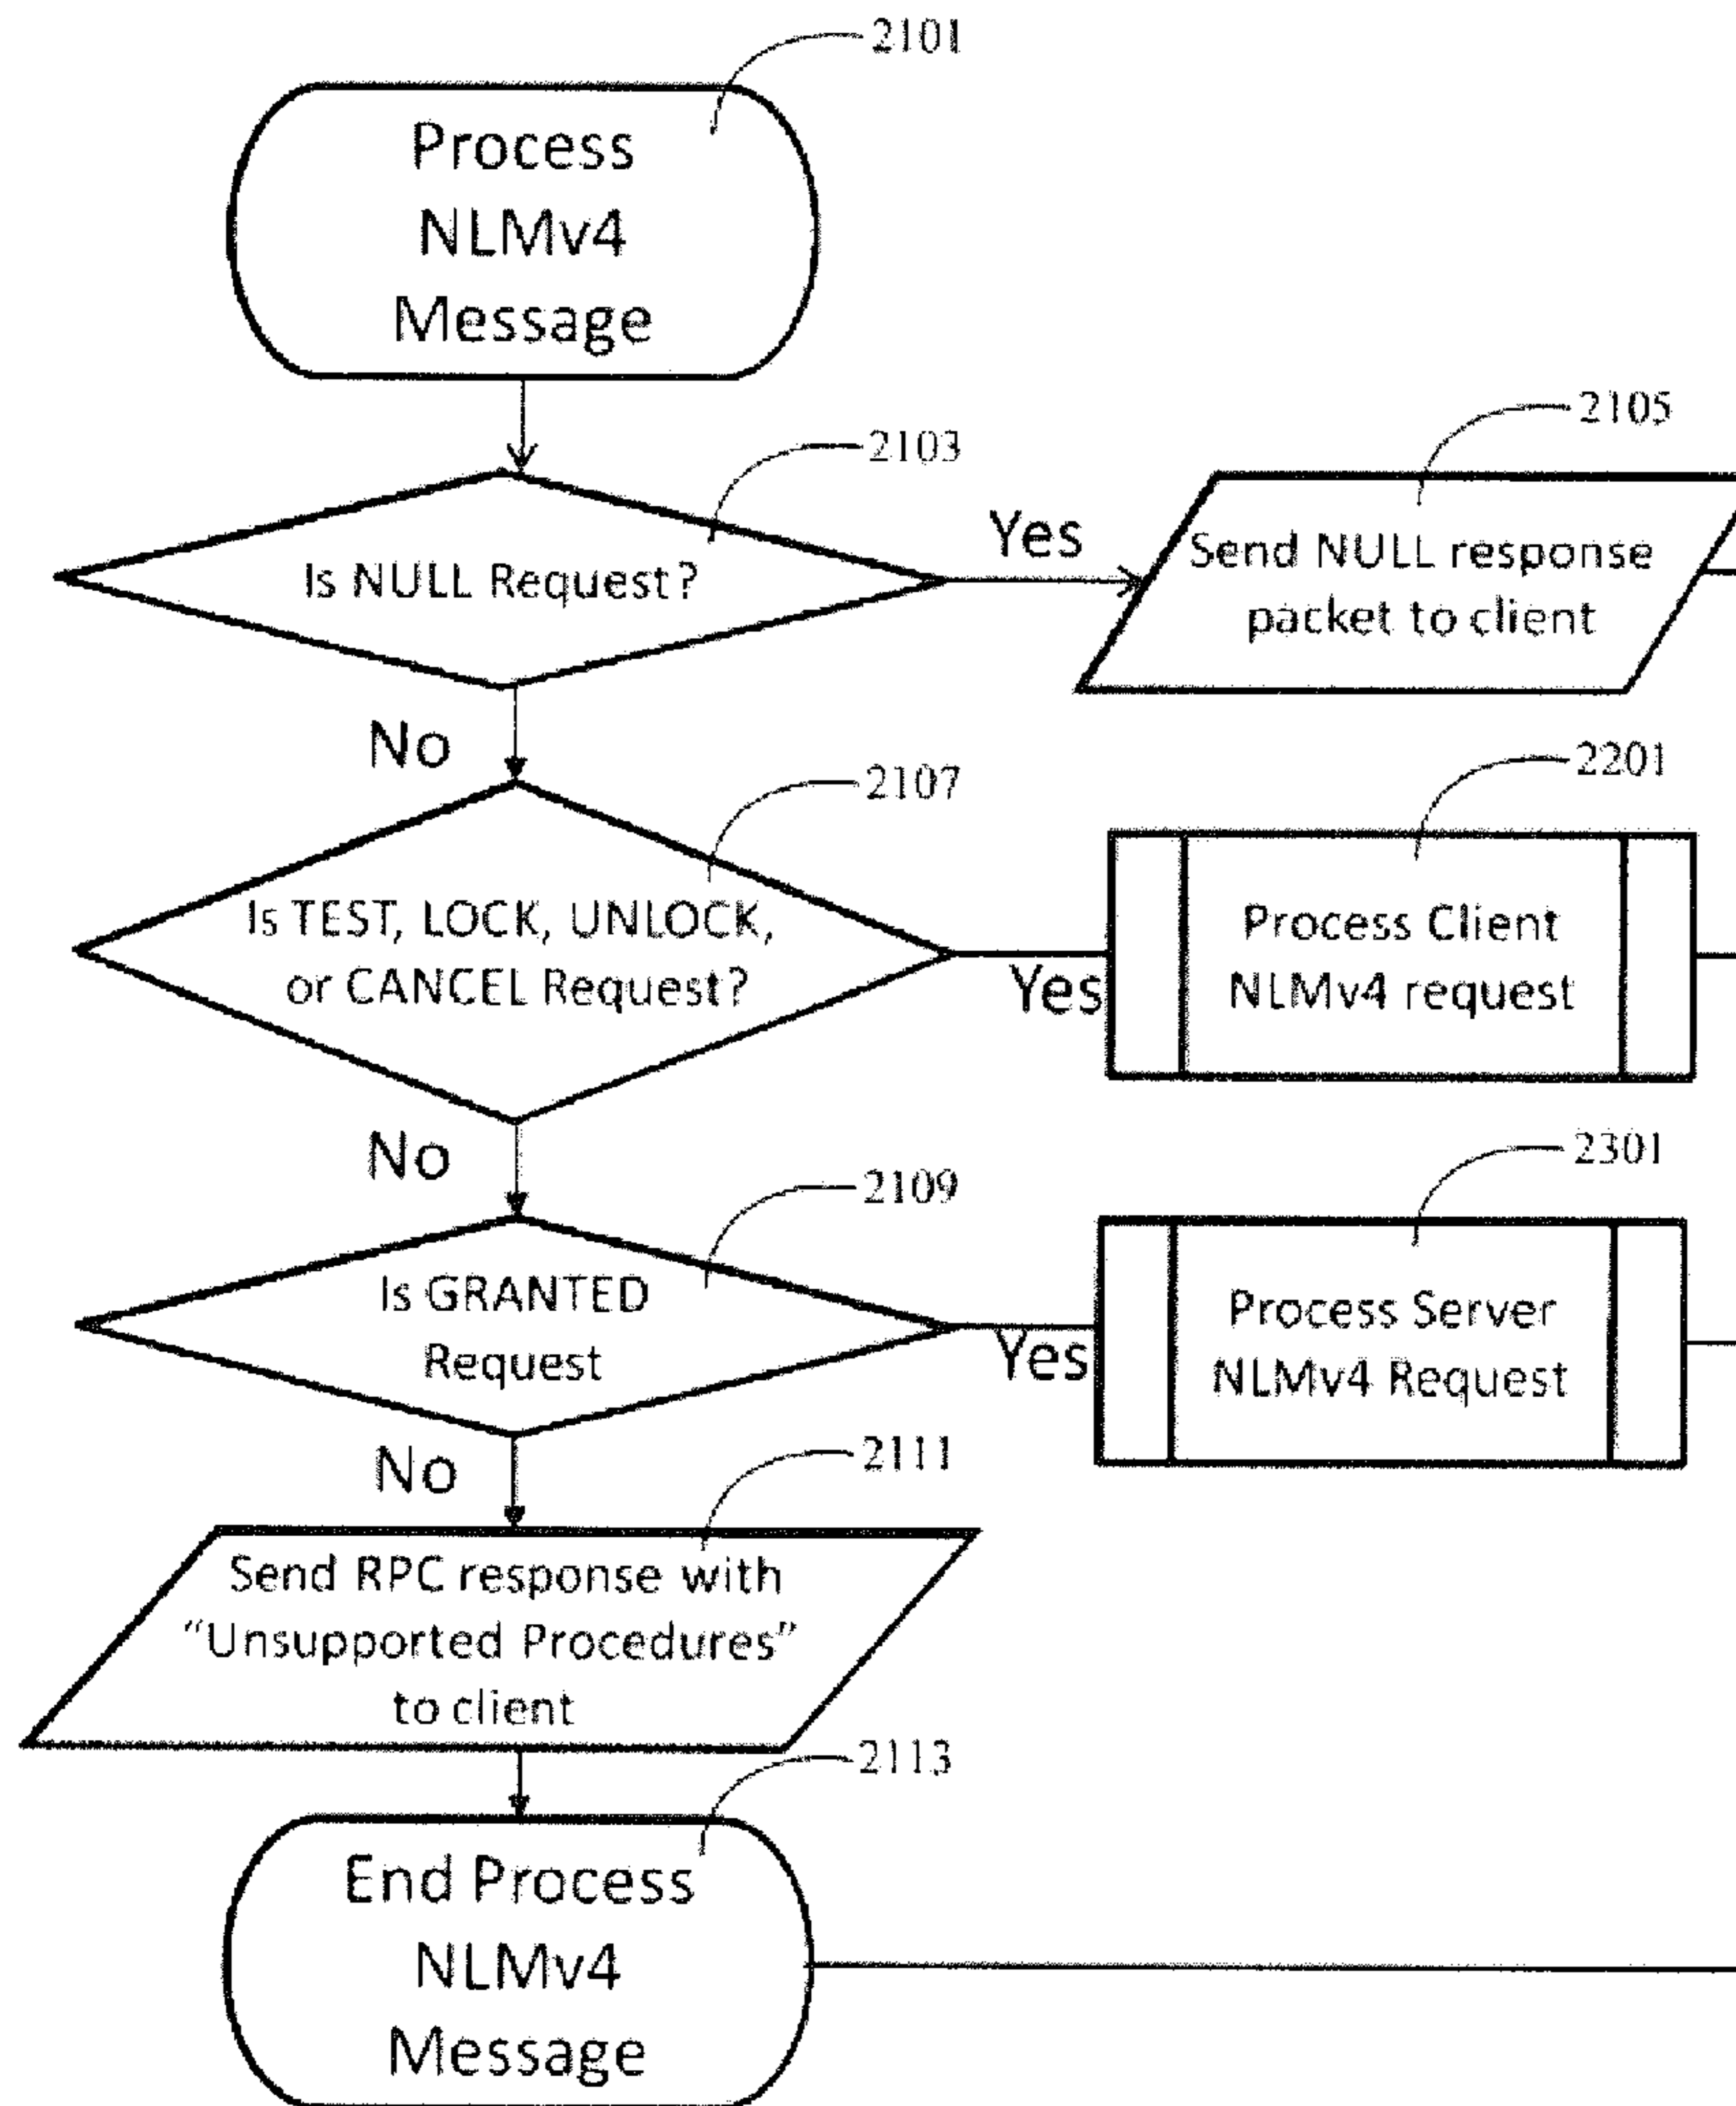 2101
Process
NLMv4
Message
2103
Is NULL Request?
Yes
2105
Send NULL response
packet to client
No
2107
Is TEST, LOCK, UNLOCK,
or CANCEL Request?
Yes
2201
Process Client
NLMv4 request
No
2109
Is GRANTED
Request
Yes
2301
Process Server
NLMv4 Request
No
2111
Send RPC response with
“Unsupported Procedures”
to client
2113
End Process
NLMv4
Message